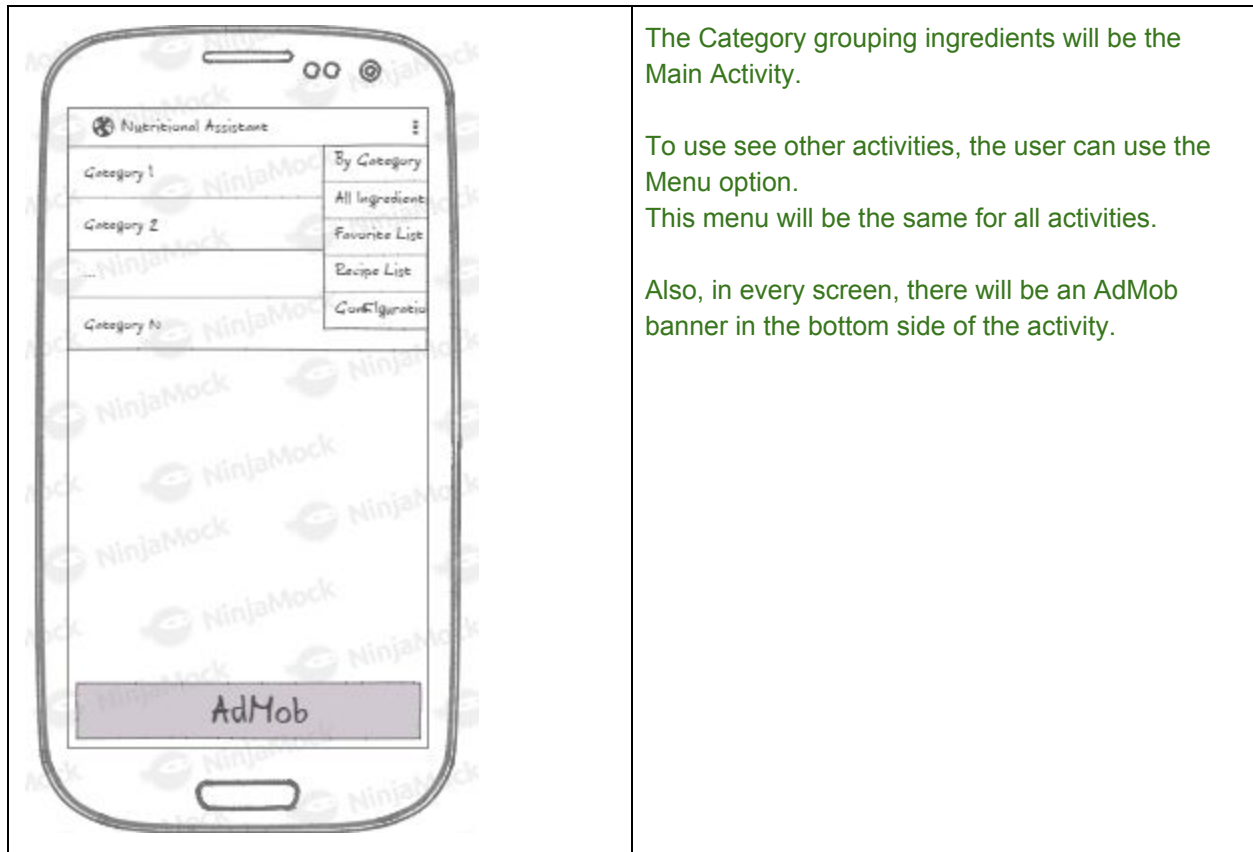 Nutritional Assistant
Category 1
Category 2
...
Category N
By Category
All Ingredient
Favorite List
Recipe List
Configuratio
AdMob
NinjaMock
The Category grouping ingredients will be the
Main Activity.
To use see other activities, the user can use the
Menu option.
This menu will be the same for all activities.
Also, in every screen, there will be an AdMob
banner in the bottom side of the activity.